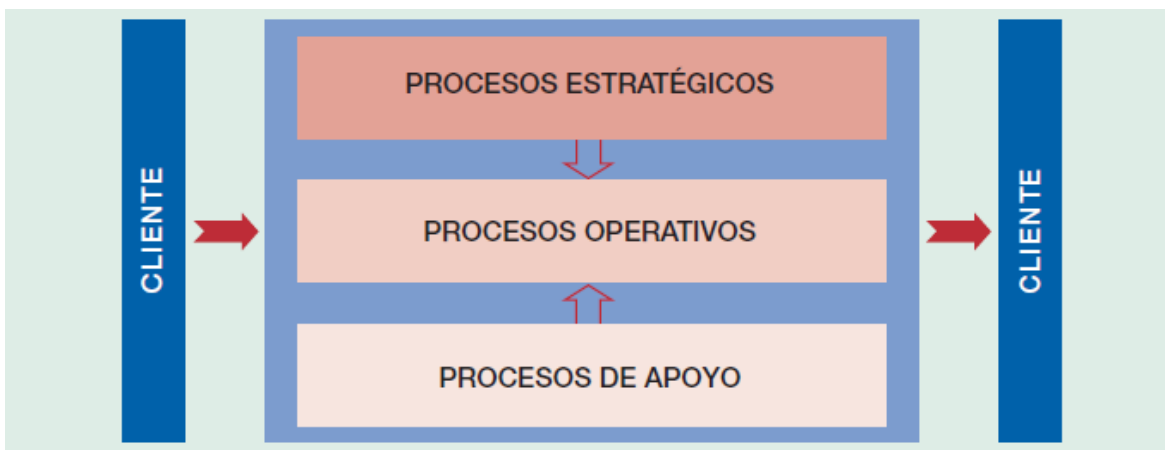 CLIENTE
PROCESOS ESTRATÉGICOS
PROCESOS OPERATIVOS
PROCESOS DE APOYO
CLIENTE